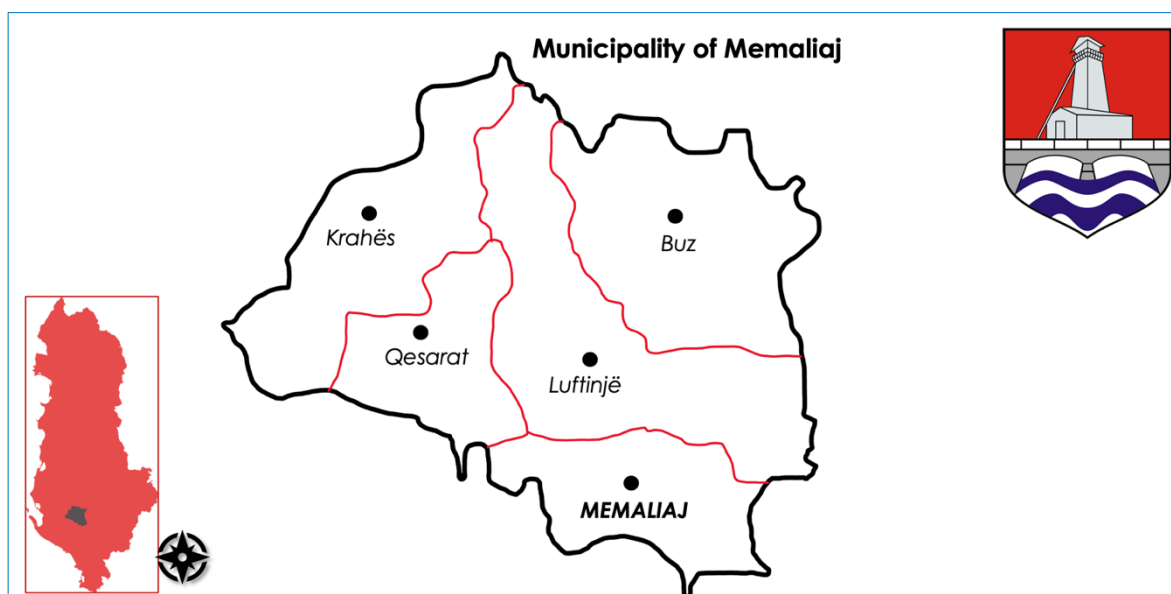 Municipality of Memaliaj
Krahës
Buz
Qesarat
Luftinjë
MEMALIAJ